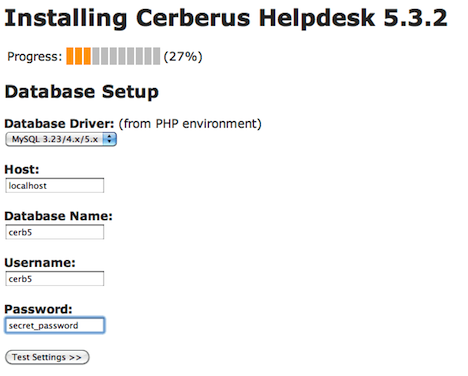 Installing Cerberus Helpdesk 5.3.2
Progress: (27%)
Database Setup
Database Driver: (from PHP environment)
MySQL 3.23/4.x/5.x
Host:
localhost
Database Name:
cerb5
Username:
cerb5
Password:
secret_password
Test Settings >>